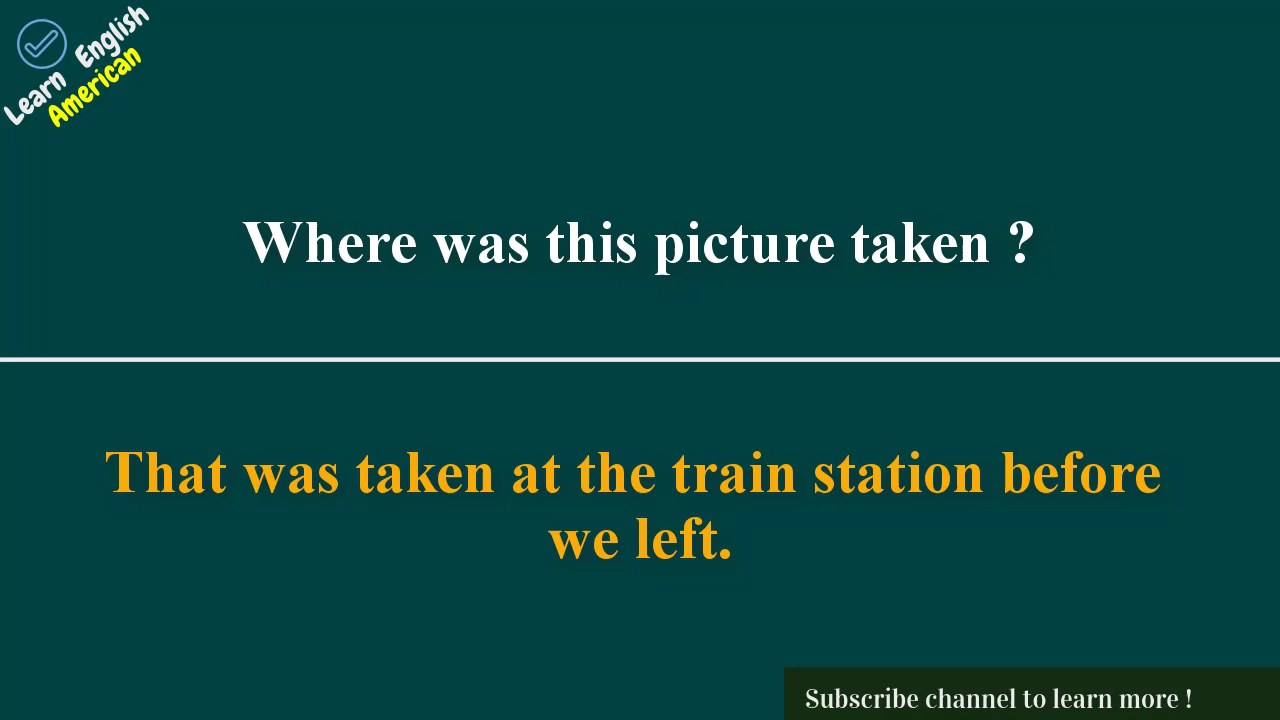 Learn English
American
Where was this picture taken ?
That was taken at the train station before
we left.
Subscribe channel to learn more !